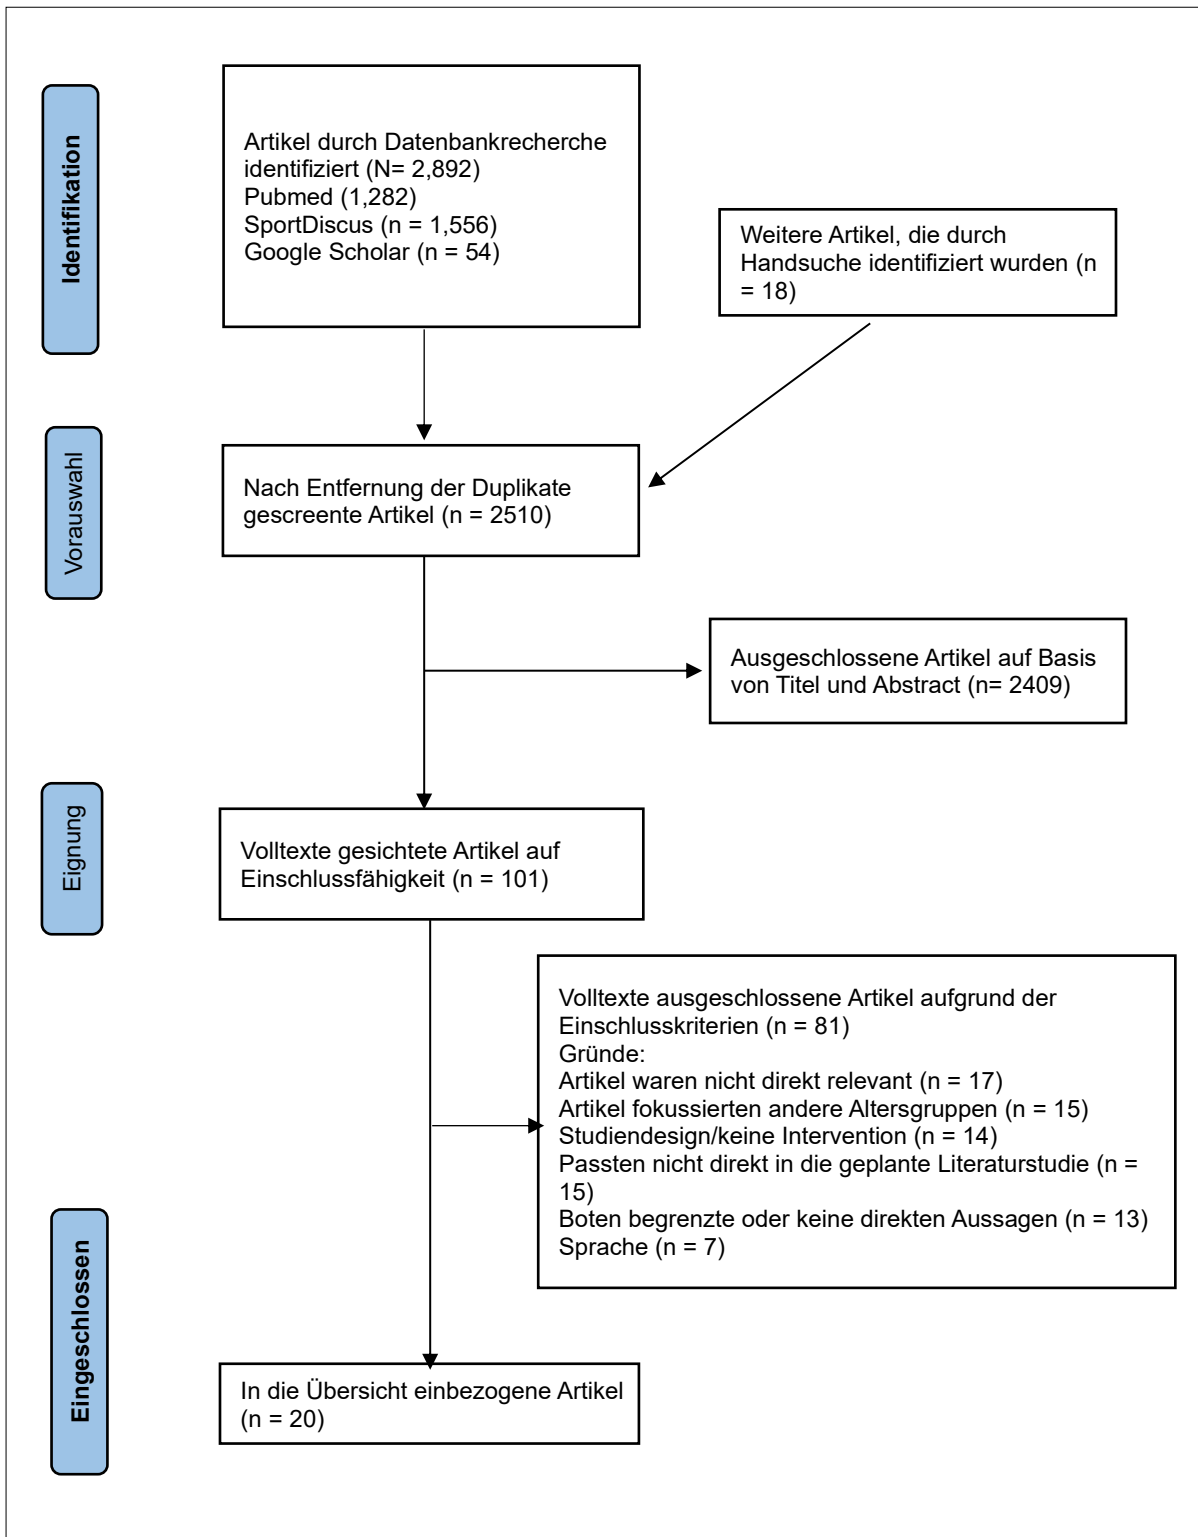 Identifikation
Artikel durch Datenbankrecherche
identifiziert (N= 2,892)
Pubmed (1,282)
SportDiscus (n = 1,556)
Google Scholar (n = 54)
Weitere Artikel, die durch
Handsuche identifiziert wurden (n
= 18)
Vorauswahl
Nach Entfernung der Duplikate
gescreente Artikel (n = 2510)
Ausgeschlossene Artikel auf Basis
von Titel und Abstract (n= 2409)
Eignung
Volltexte gesichtete Artikel auf
Einschlussfähigkeit (n = 101)
Volltexte ausgeschlossene Artikel aufgrund der
Einschlusskriterien (n = 81)
Gründe:
Artikel waren nicht direkt relevant (n = 17)
Artikel fokussierten andere Altersgruppen (n = 15)
Studiendesign/keine Intervention (n = 14)
Passten nicht direkt in die geplante Literaturstudie (n =
15)
Boten begrenzte oder keine direkten Aussagen (n = 13)
Sprache (n = 7)
Eingeschlossen
In die Übersicht einbezogene Artikel
(n = 20)